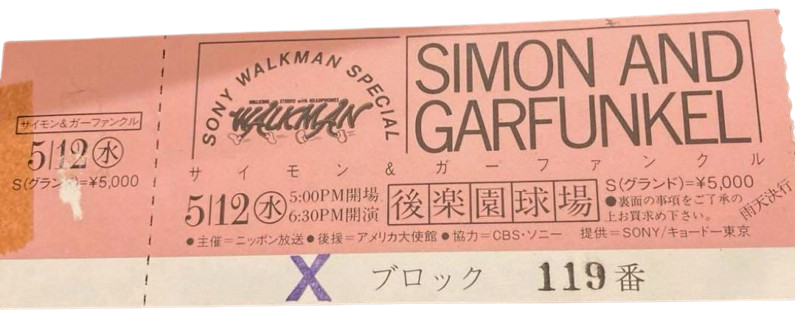 サイモン&ガーファンクル
5/12㊌
S(グランド)=¥5,000
SONY WALKMAN SPECIAL
WALKING STEREO with HEADPHONES
WALKMAN
SIMON AND
GARFUNKEL
サイモン&ガーファンクル
5/12㊌
5:00PM開場
6:30PM開演
後楽園球場
S(グランド)=¥5,000
●裏面の事項をご了承の
上お買求め下さい。
雨天決行
●主催=ニッポン放送●後援=アメリカ大使館●協力=CBS・ソニー 提供=SONY/キョードー東京
X ブロック 119番